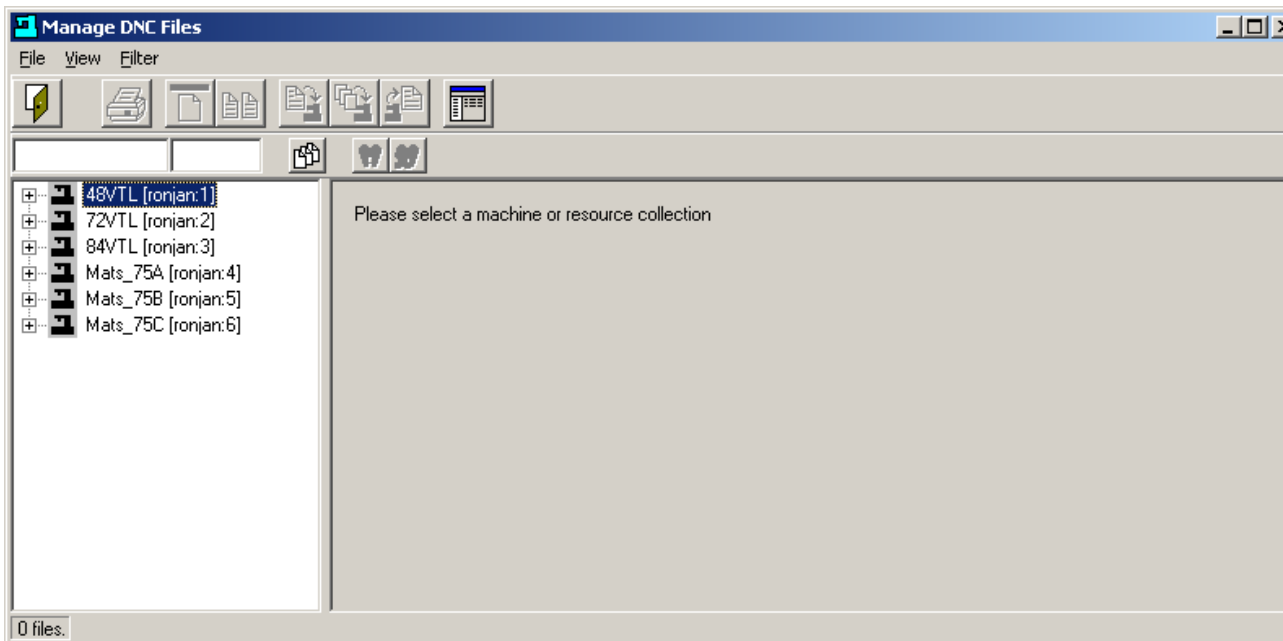 Manage DNC Files
File View Filter
48VTL [ronjan:1]
72VTL [ronjan:2]
84VTL [ronjan:3]
Mats_75A [ronjan:4]
Mats_75B [ronjan:5]
Mats_75C [ronjan:6]
Please select a machine or resource collection
0 files.